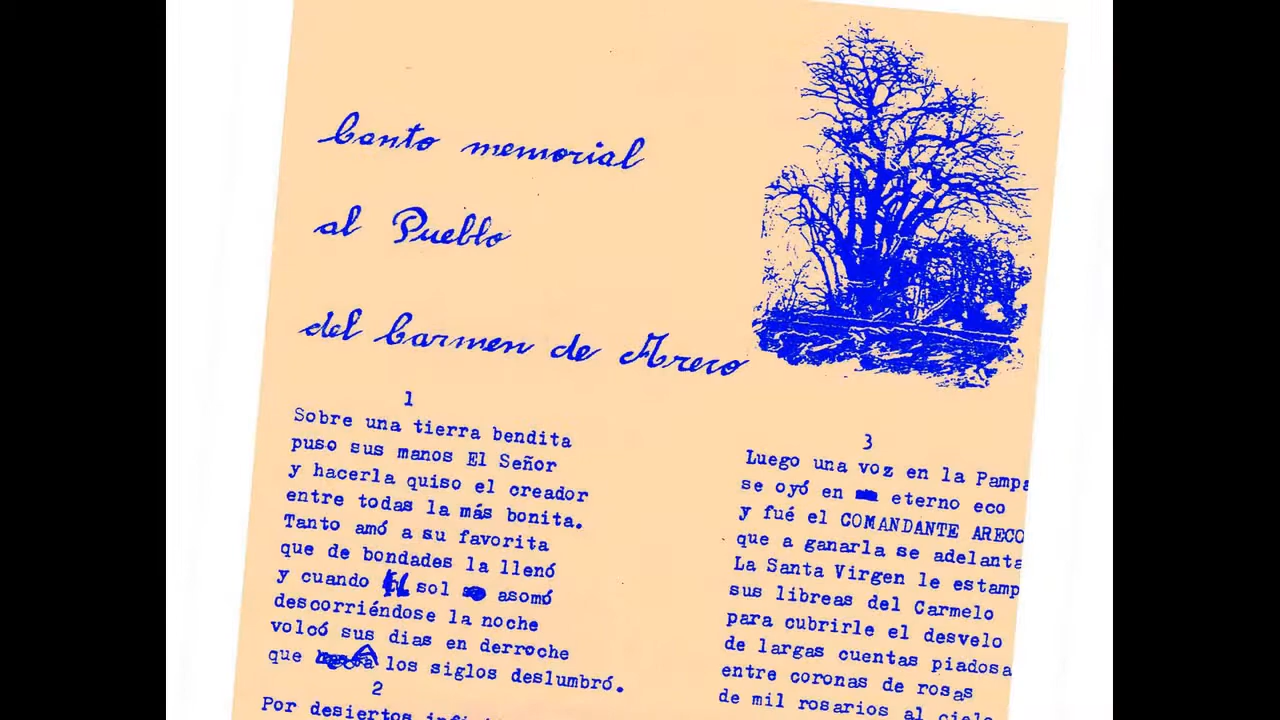 Canto memorial
al Pueblo
del Carmen de Areco
1
Sobre una tierra bendita
puso sus manos El Señor
y hacerla quiso el creador
entre todas la más bonita.
Tanto amó a su favorita
que de bondades la llenó
y cuando El sol asomó
descorriéndose la noche
volcó sus dias en derroche
que a los siglos deslumbró.
2
Por desiertos
3
Luego una voz en la Pampa
se oyó en eterno eco
y fué el COMANDANTE ARECO
que a ganarla se adelanta
La Santa Virgen le estamp
sus libreas del Carmelo
para cubrirle el desvelo
de largas cuentas piadosa
entre coronas de rosas
de mil rosarios al cielo